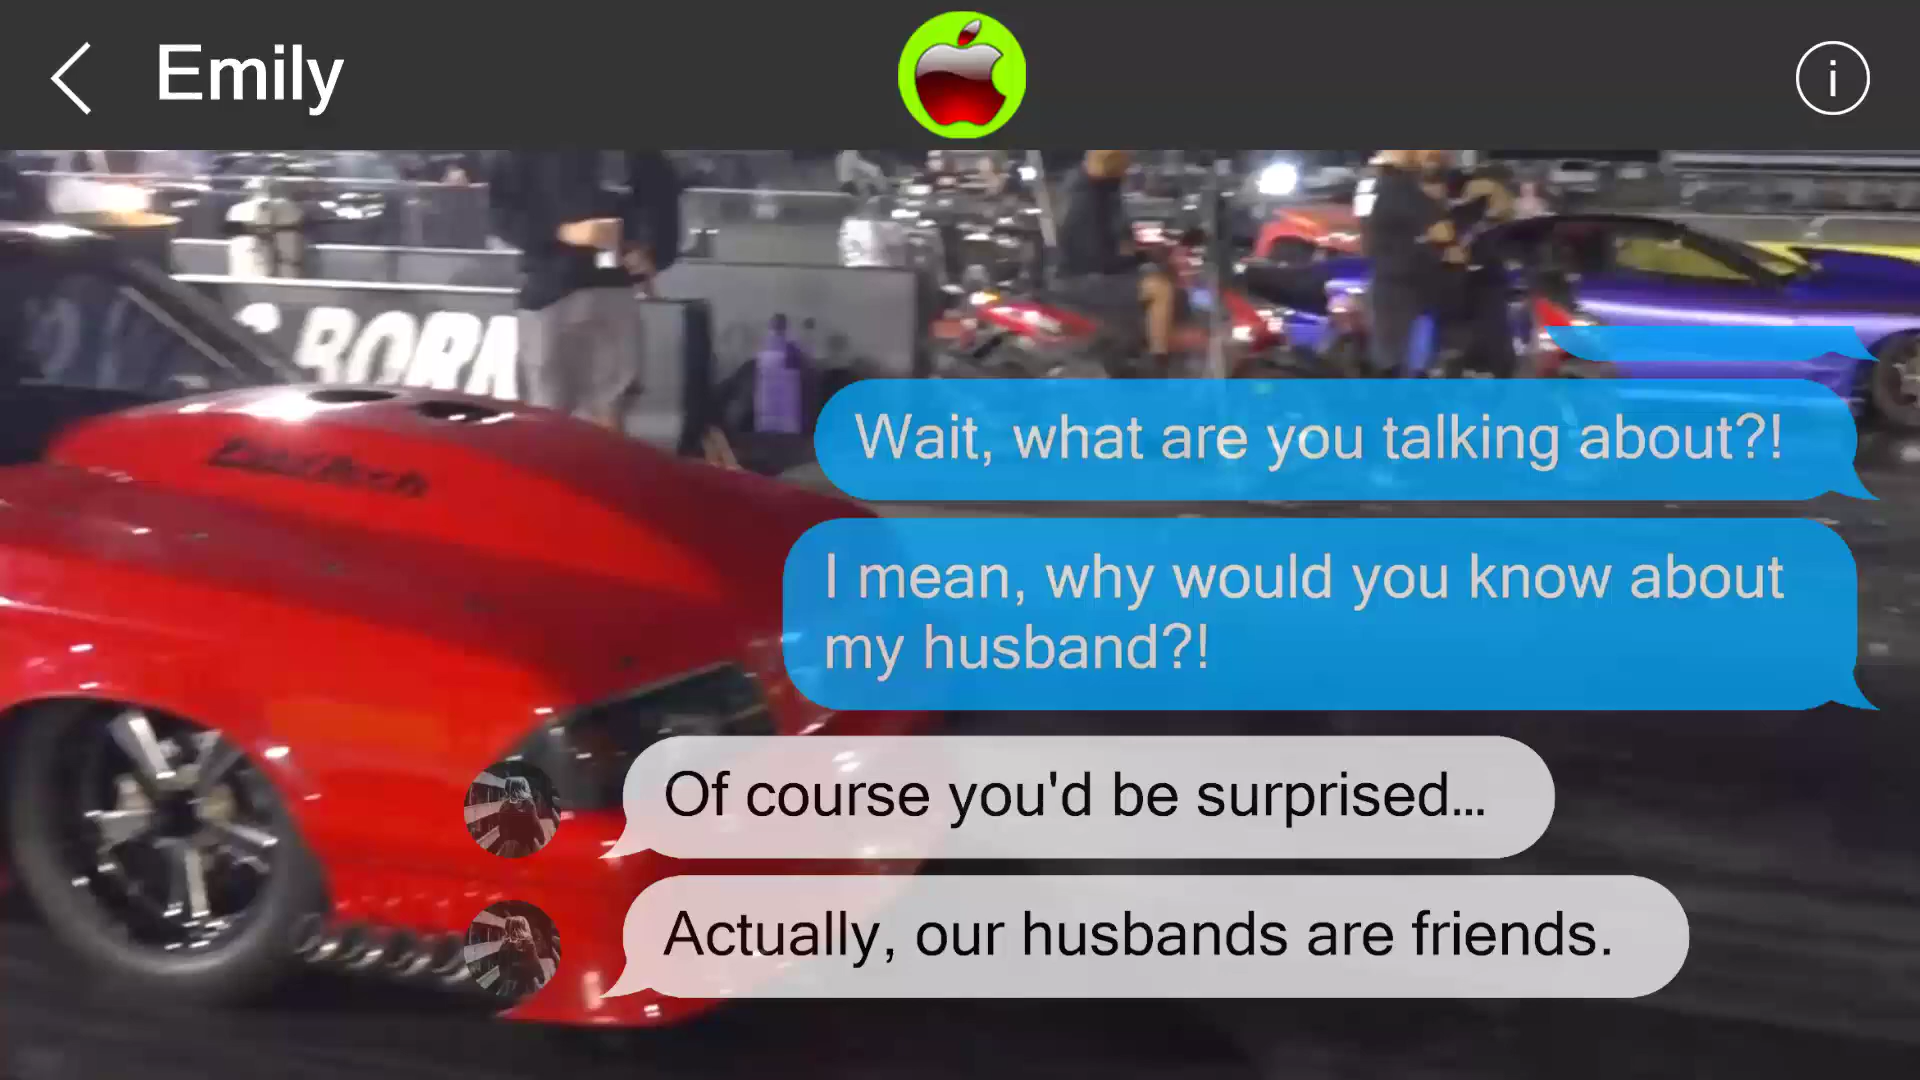 Emily
i
BORN
Wait, what are you talking about?!
I mean, why would you know about
my husband?!
Of course you'd be surprised...
Actually, our husbands are friends.